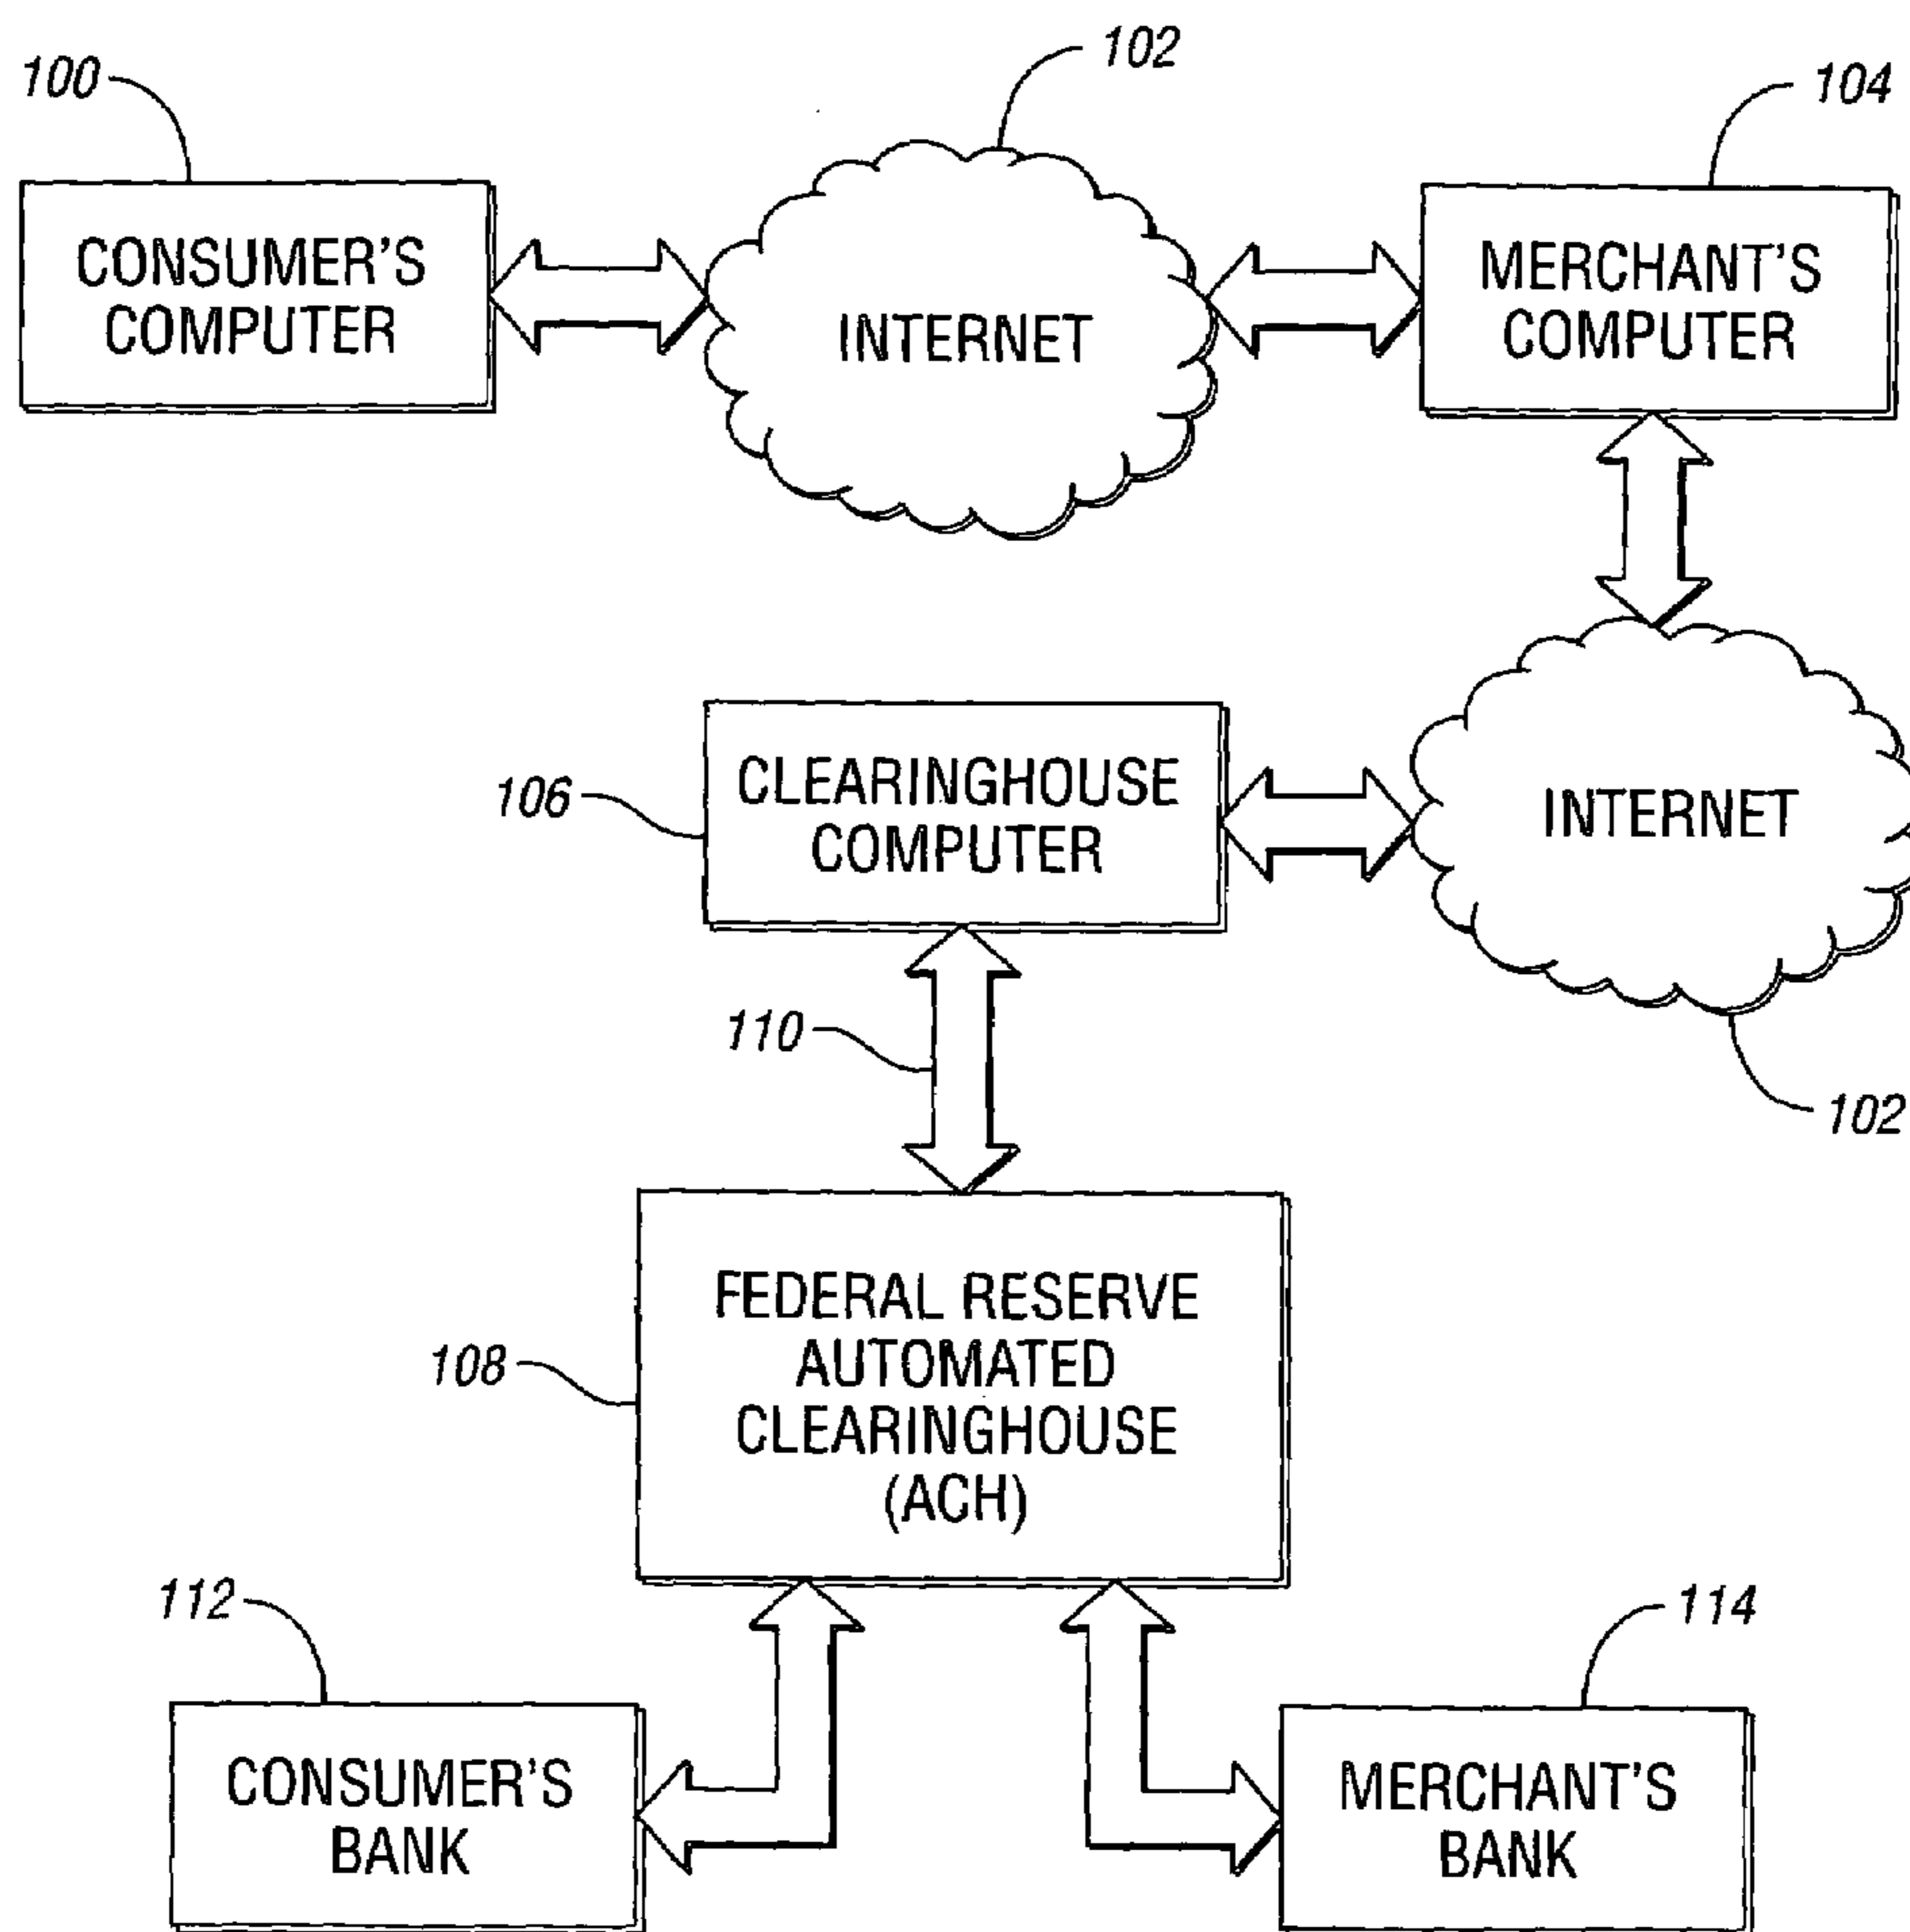 100
102
104
CONSUMER'S
COMPUTER
INTERNET
MERCHANT'S
COMPUTER
106
CLEARINGHOUSE
COMPUTER
INTERNET
110
102
108
FEDERAL RESERVE
AUTOMATED
CLEARINGHOUSE
(ACH)
112
114
CONSUMER'S
BANK
MERCHANT'S
BANK